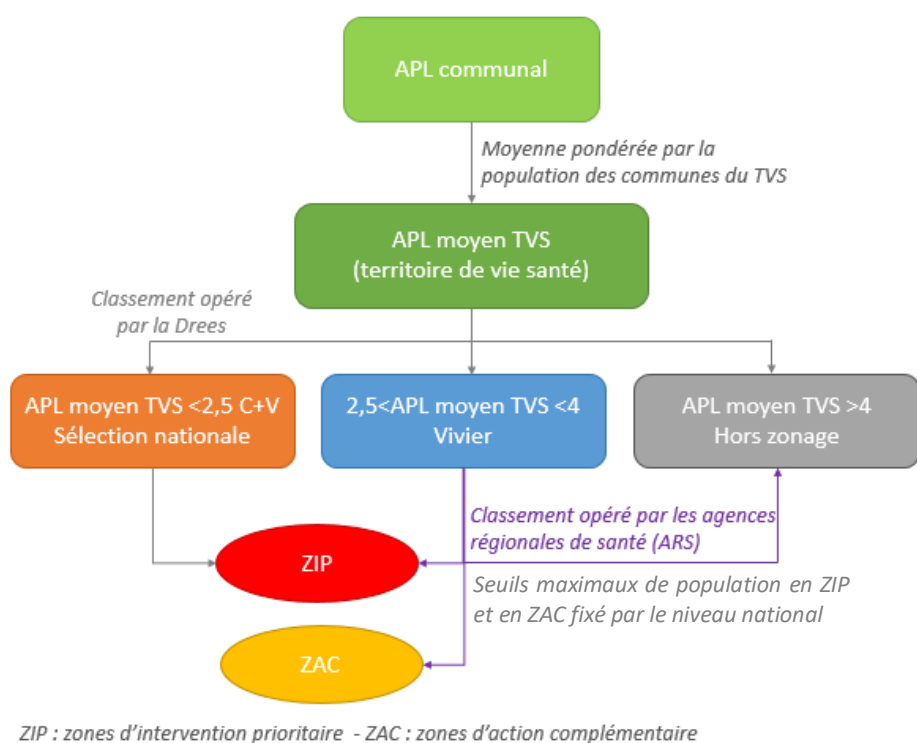 APL communal
Moyenne pondérée par la
population des communes du TVS
APL moyen TVS
(territoire de vie santé)
Classement opéré
par la Drees
APL moyen TVS <2,5 C+V
Sélection nationale
2,5<APL moyen TVS <4
Vivier
APL moyen TVS >4
Hors zonage
Classement opéré par les agences
régionales de santé (ARS)
ZIP
Seuils maximaux de population en ZIP
et en ZAC fixé par le niveau national
ZAC
ZIP : zones d'intervention prioritaire - ZAC : zones d'action complémentaire